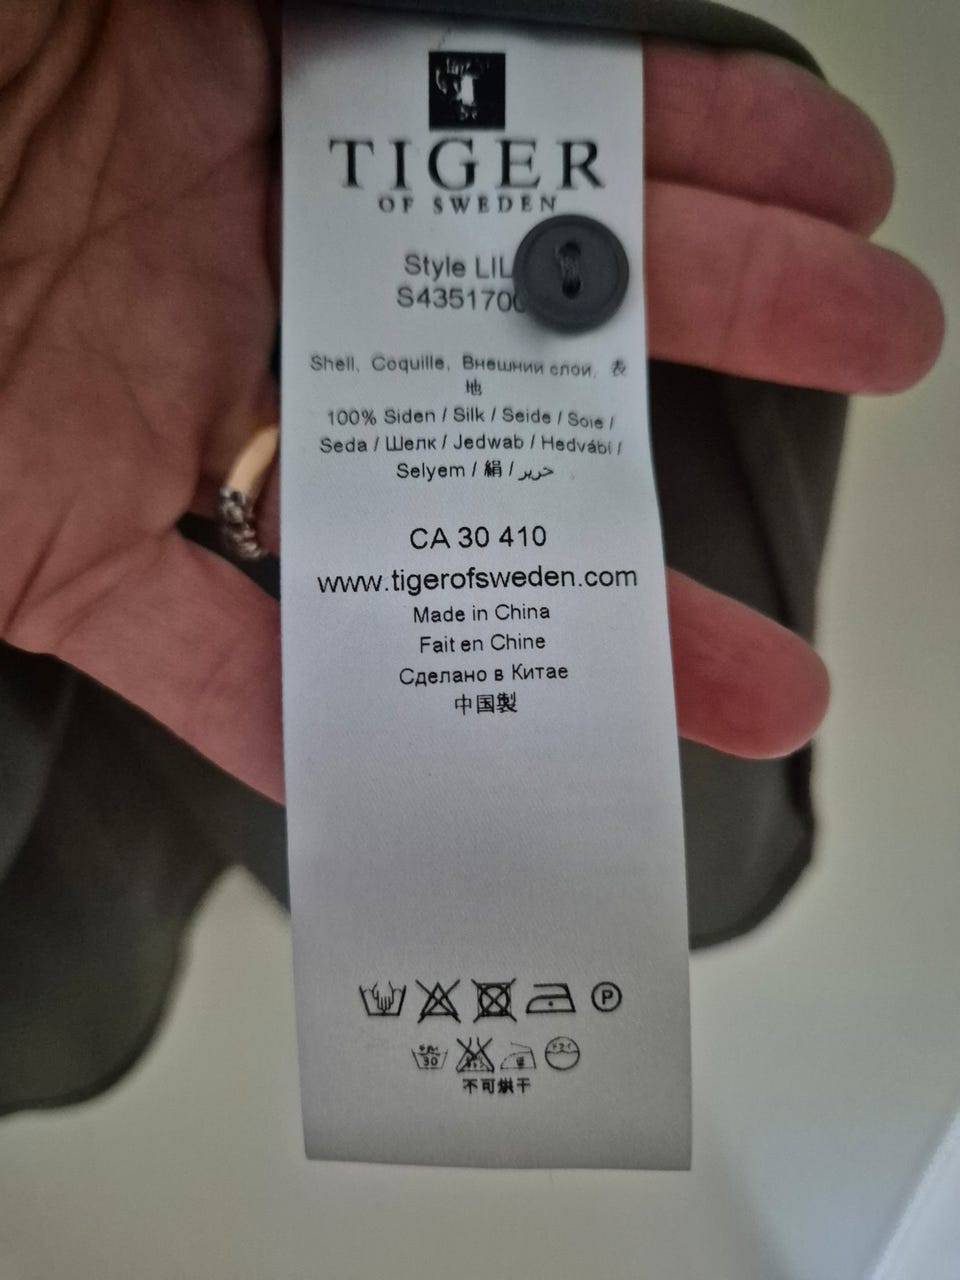 TIGER
OF SWEDEN
Style
Shell, Coquille, Внешний слой, 表
地
100% Siden / Silk / Seide / Soie /
Seda / Шелк / Jedwab / Hedvábí /
Selyem / 絹 / حرير
CA 30 410
www.tigerofsweden.com
Made in China
Fait en Chine
Сделано в Китае
中国製
P
30
不可烘干